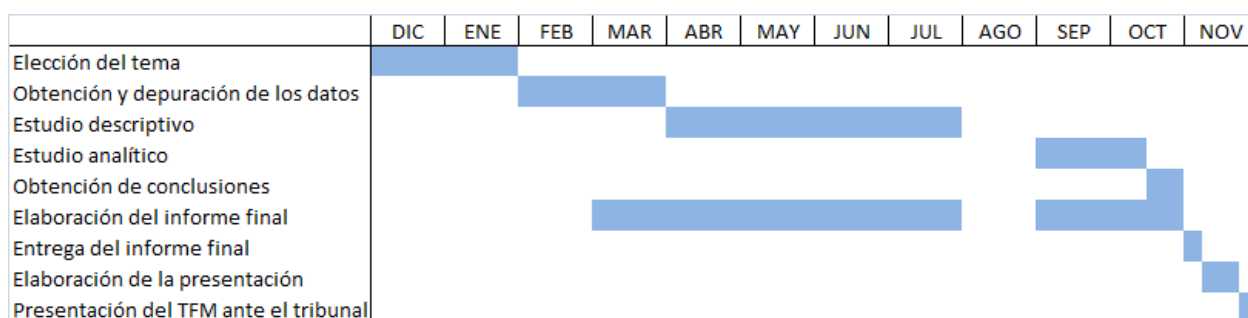 DIC ENE FEB MAR ABR MAY JUN JUL AGO SEP OCT NOV
Elección del tema
Obtención y depuración de los datos
Estudio descriptivo
Estudio analítico
Obtención de conclusiones
Elaboración del informe final
Entrega del informe final
Elaboración de la presentación
Presentación del TFM ante el tribunal